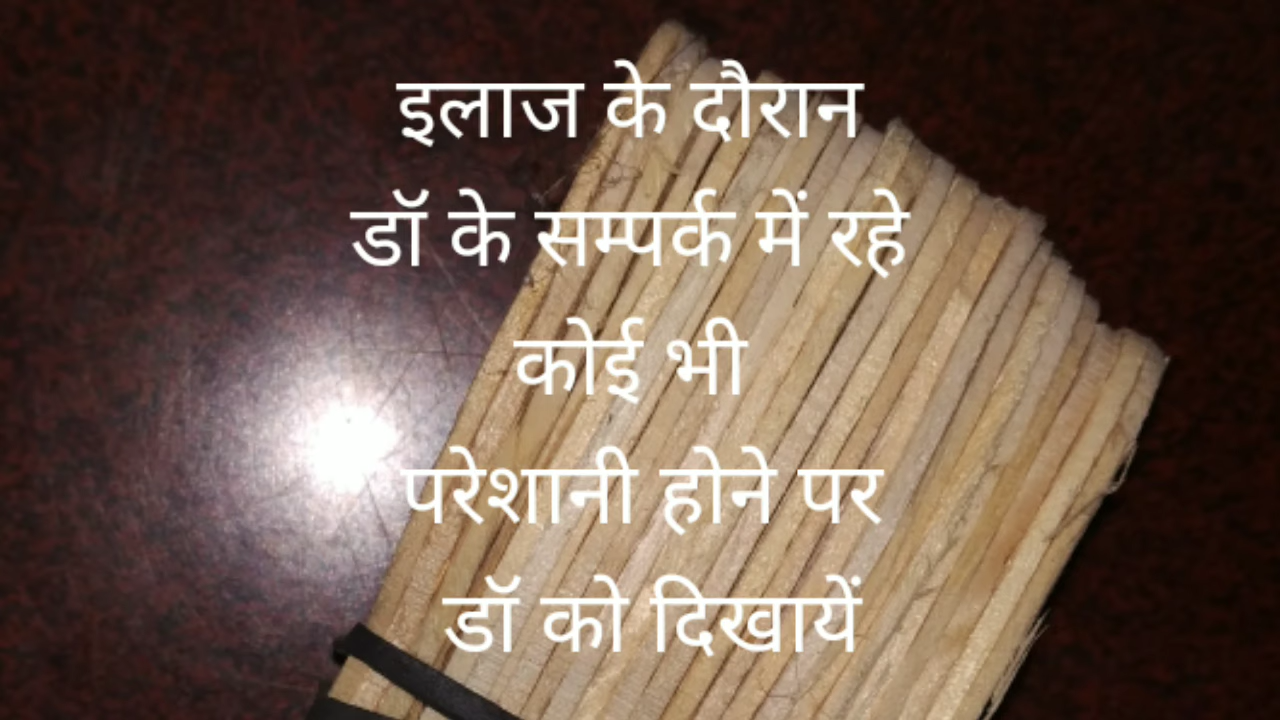 इलाज के दौरान
डॉ के सम्पर्क में रहे
कोई भी
परेशानी होने पर
डॉ को दिखायें